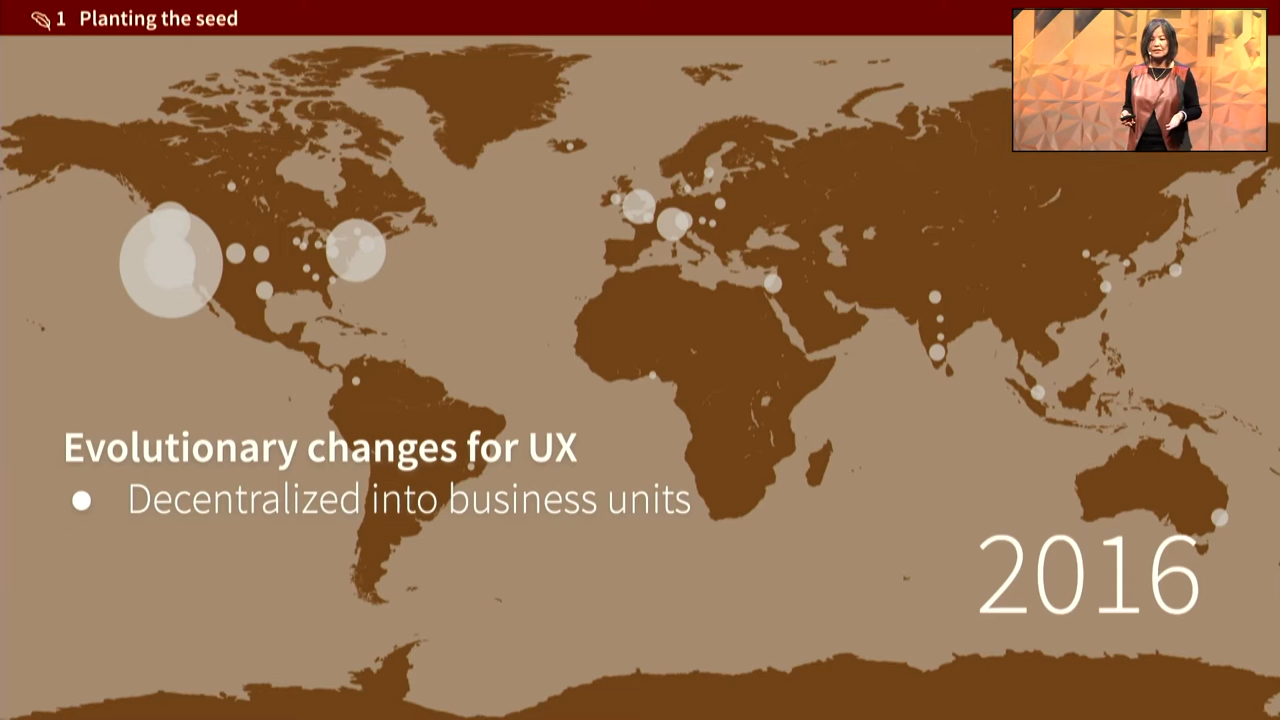 1 Planting the seed
Evolutionary changes for UX
● Decentralized into business units
2016